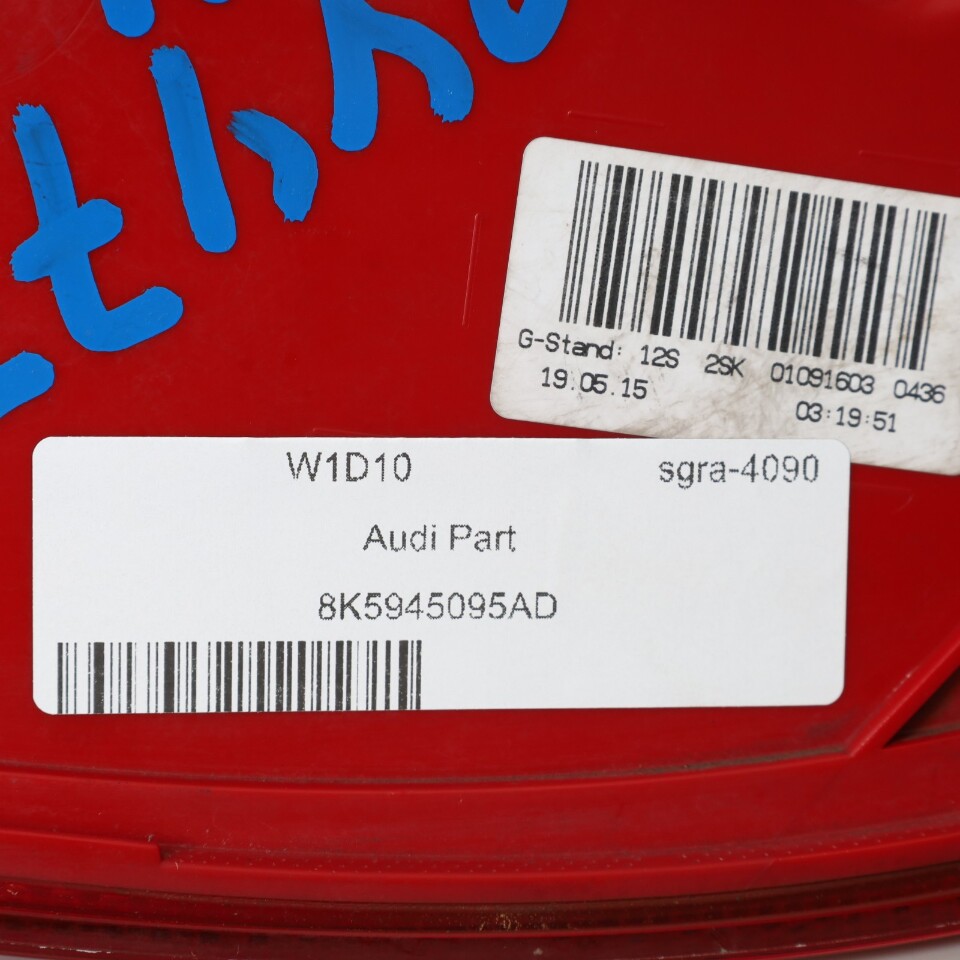 G-Stand: 12S 2SK 01091603 0436
19.05.15 03:19:51
W1D10 sgra-4090
Audi Part
8K5945095AD